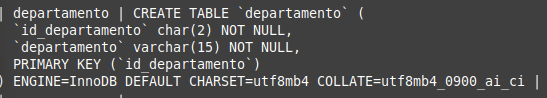 | departamento | CREATE TABLE `departamento` (
  `id_departamento` char(2) NOT NULL,
  `departamento` varchar(15) NOT NULL,
  PRIMARY KEY (`id_departamento`)
) ENGINE=InnoDB DEFAULT CHARSET=utf8mb4 COLLATE=utf8mb4_0900_ai_ci |